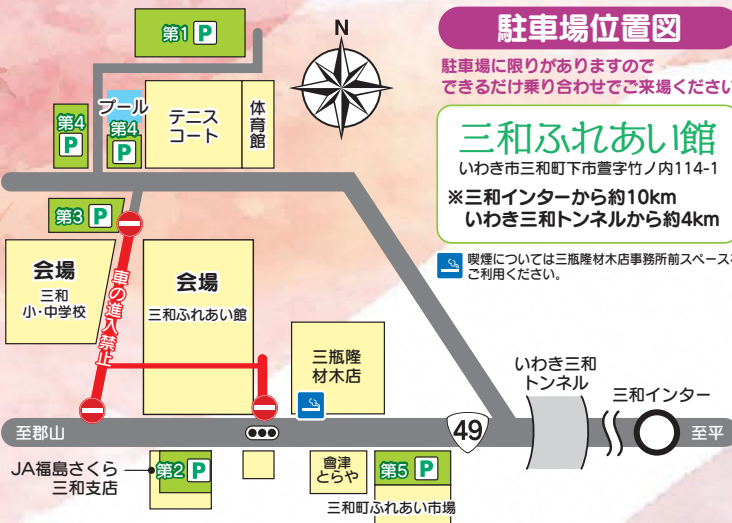 駐車場位置図
駐車場に限りがありますので
できるだけ乗り合わせでご来場ください
三和ふれあい館
いわき市三和町下市萱字竹ノ内114-1
※三和インターから約10km
いわき三和トンネルから約4km
喫煙については三瓶隆材木店事務所前スペースを
ご利用ください。
N
第1 P
プール
第4
P
第4
P
テニス
コート
体育館
第3 P
会場
三和
小・中学校
車の進入禁止
会場
三和ふれあい館
三瓶隆
材木店
いわき三和
トンネル
三和インター
至郡山
49
至平
JA福島さくら
三和支店
第2 P
會津
とらや
第5 P
三和町ふれあい市場